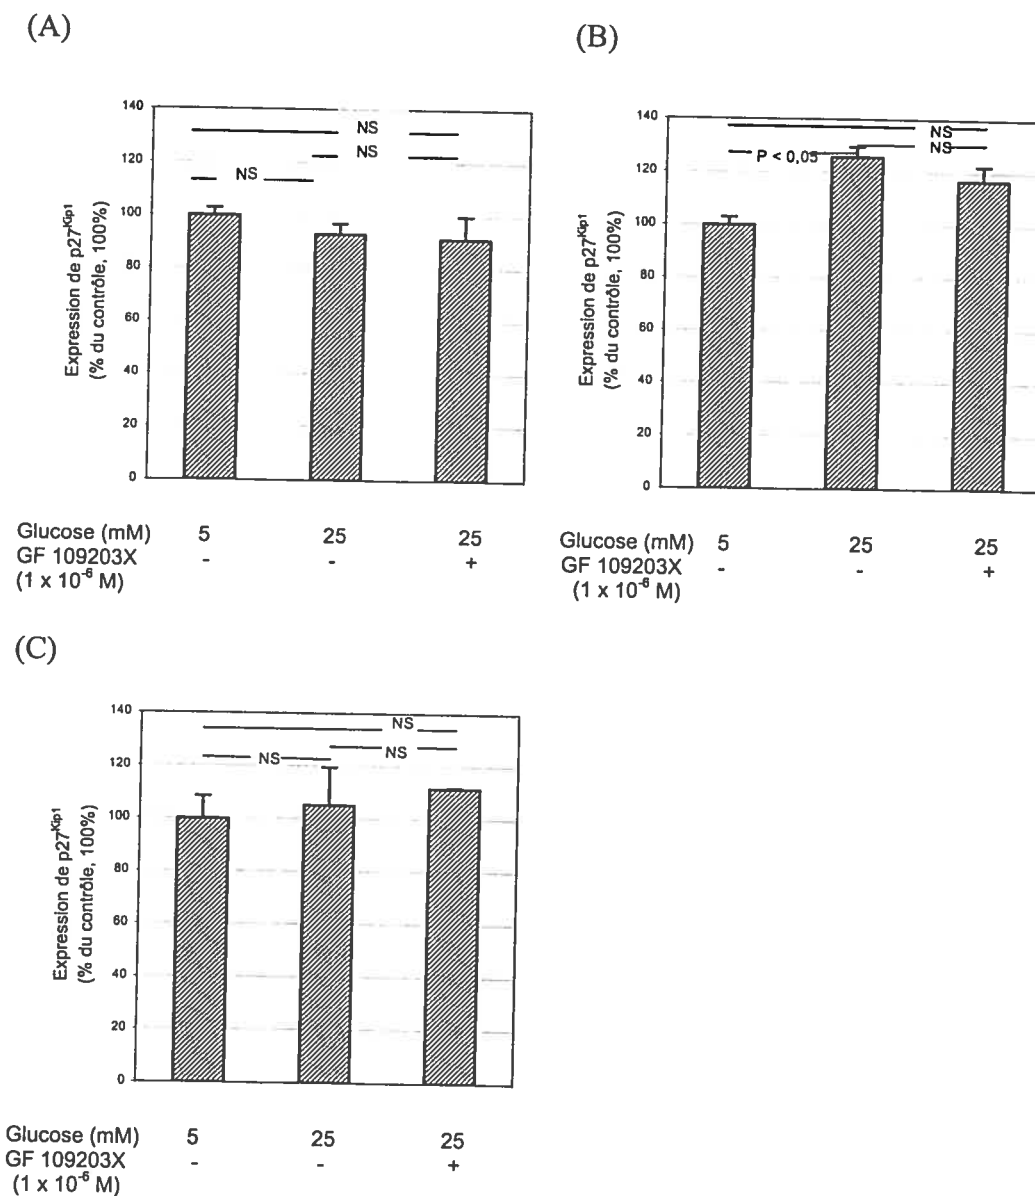 (A)
140
120
100
80
60
40
20
0
Expression de p27Kip1
(% du contrôle, 100%)
NS
NS
NS
Glucose (mM) 5 25 25
GF 109203X - - +
(1 x 10-6 M)
(B)
140
120
100
80
60
40
20
0
Expression de p27Kip1
(% du contrôle, 100%)
NS
NS
P < 0,05
Glucose (mM) 5 25 25
GF 109203X - - +
(1 x 10-6 M)
(C)
140
120
100
80
60
40
20
0
Expression de p27Kip1
(% du contrôle, 100%)
NS
NS
NS
Glucose (mM) 5 25 25
GF 109203X - - +
(1 x 10-6 M)